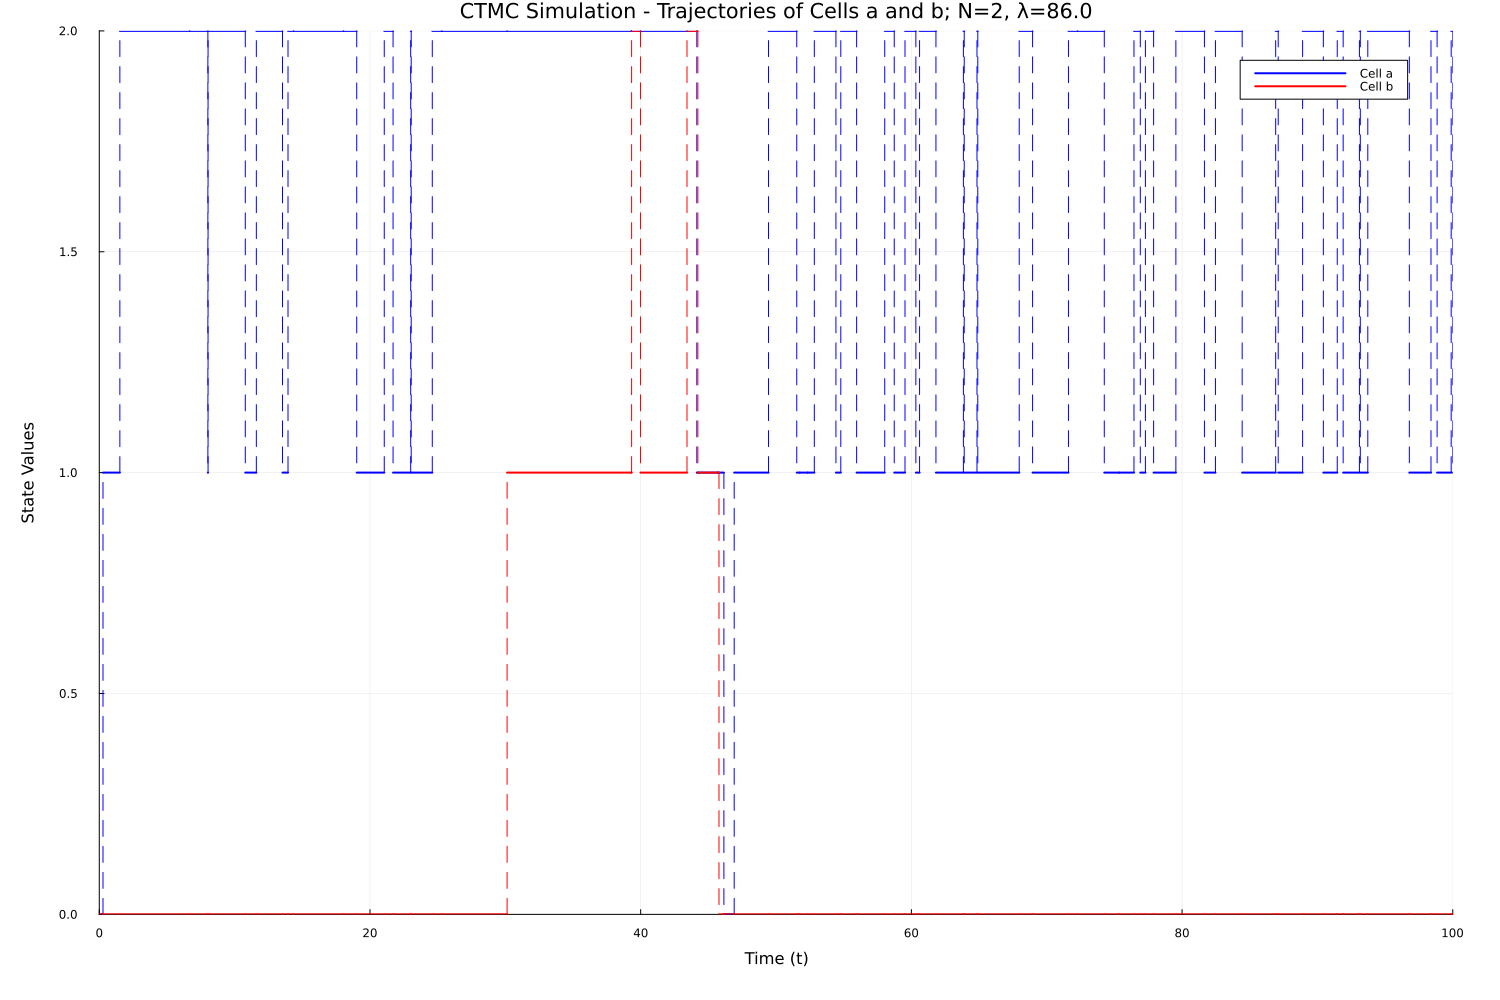 CTMC Simulation - Trajectories of Cells a and b; N=2, λ=86.0
2.0
Cell a
Cell b
1.5
1.0
State Values
0.5
0.0
0 20 40 60 80 100
Time (t)